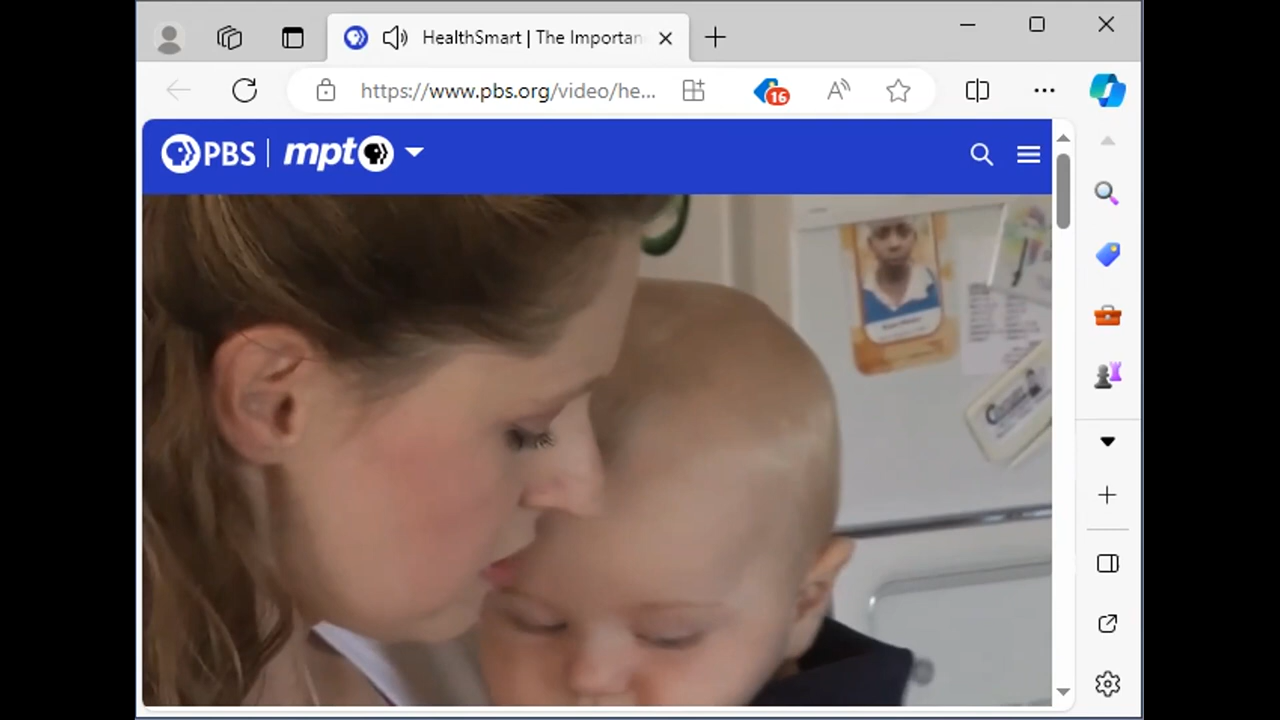 HealthSmart | The Importan
https://www.pbs.org/video/he...
16
PBS | mpt